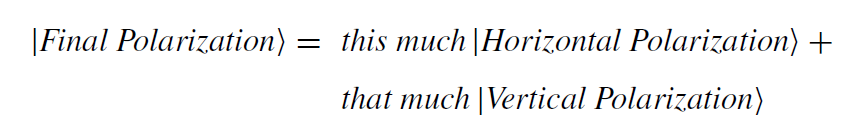 |Final Polarization⟩ = this much |Horizontal Polarization⟩ +
that much |Vertical Polarization⟩